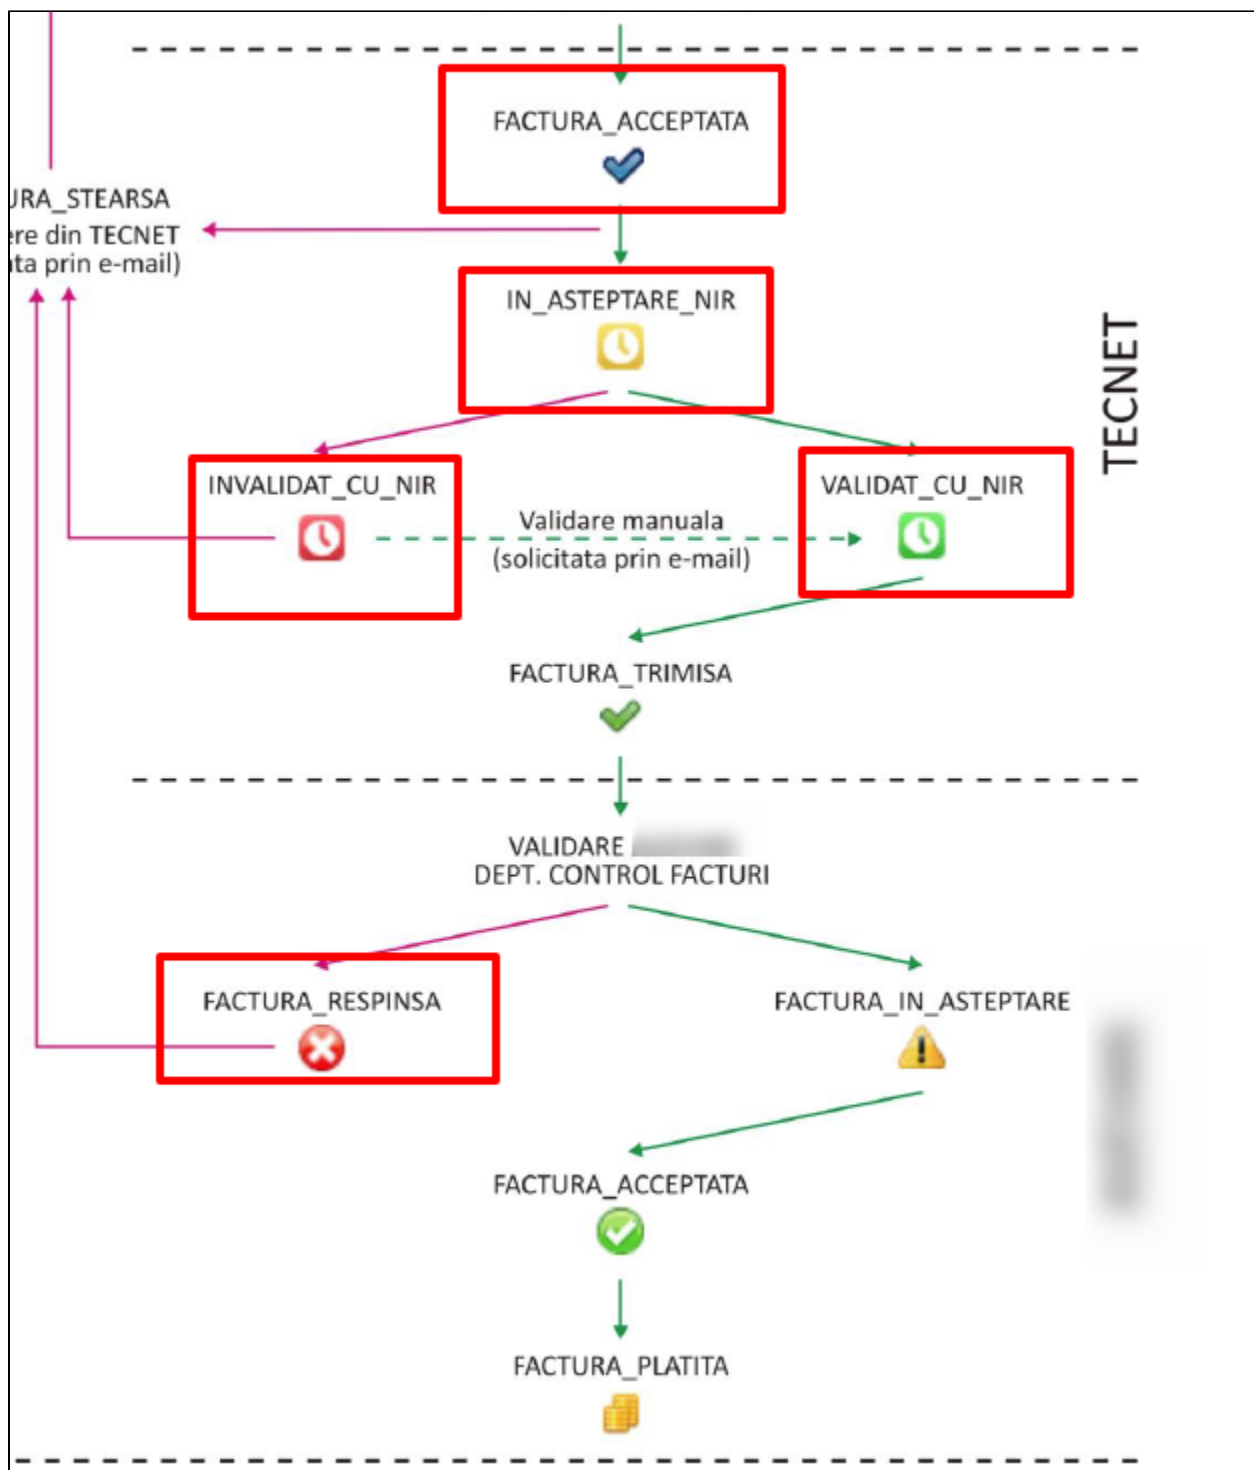 FACTURA_ACCEPTATA
URA_STEARSA
ere din TECNET
ata prin e-mail)
IN_ASTEPTARE_NIR
TECNET
INVALIDAT_CU_NIR
VALIDAT_CU_NIR
Validare manuala
(solicitata prin e-mail)
FACTURA_TRIMISA
VALIDARE
DEPT. CONTROL FACTURI
FACTURA_RESPINSA
FACTURA_IN_ASTEPTARE
FACTURA_ACCEPTATA
FACTURA_PLATITA